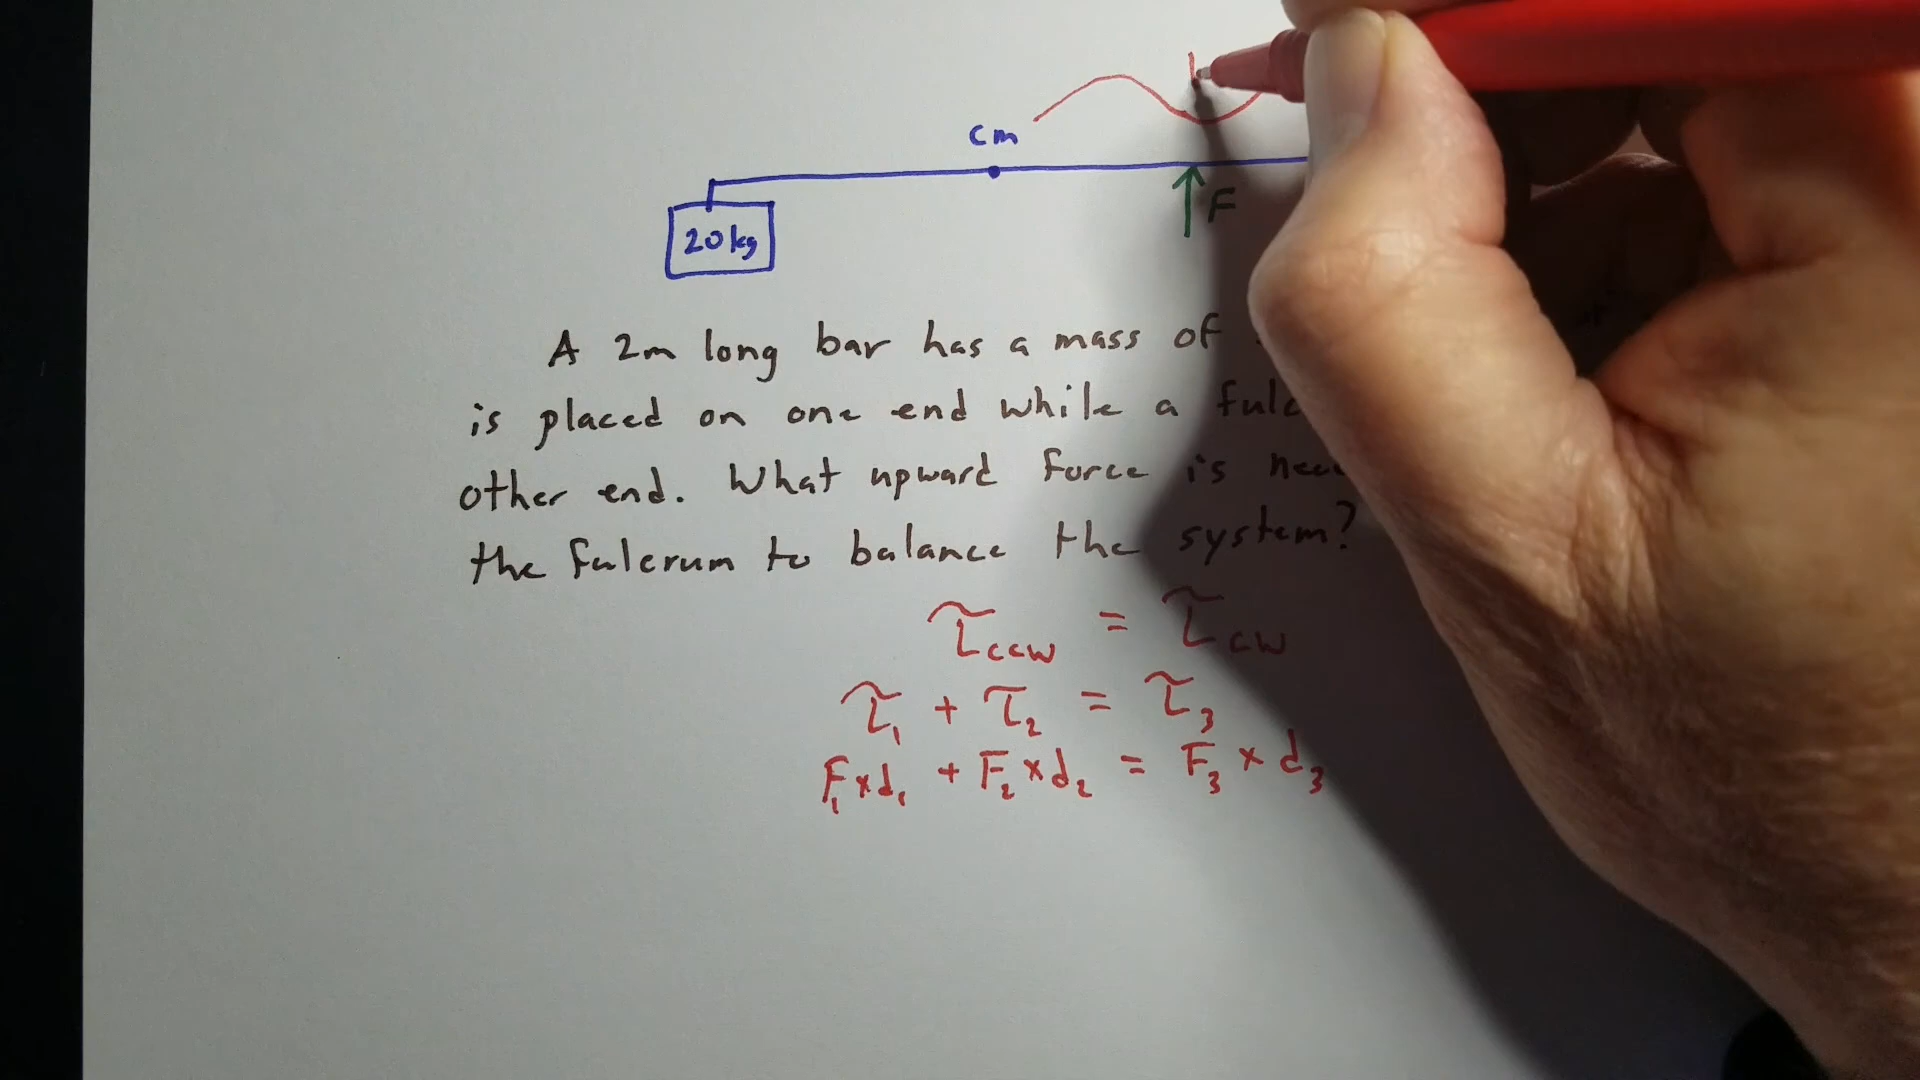 cm
F
20kg
A 2m long bar has a mass of
is placed on one end while a
other end. What upward force is
the fulcrum to balance the system?
τccw = τcw
τ₁ + τ₂ = τ₃
F₁×d₁ + F₂×d₂ = F₃×d₃